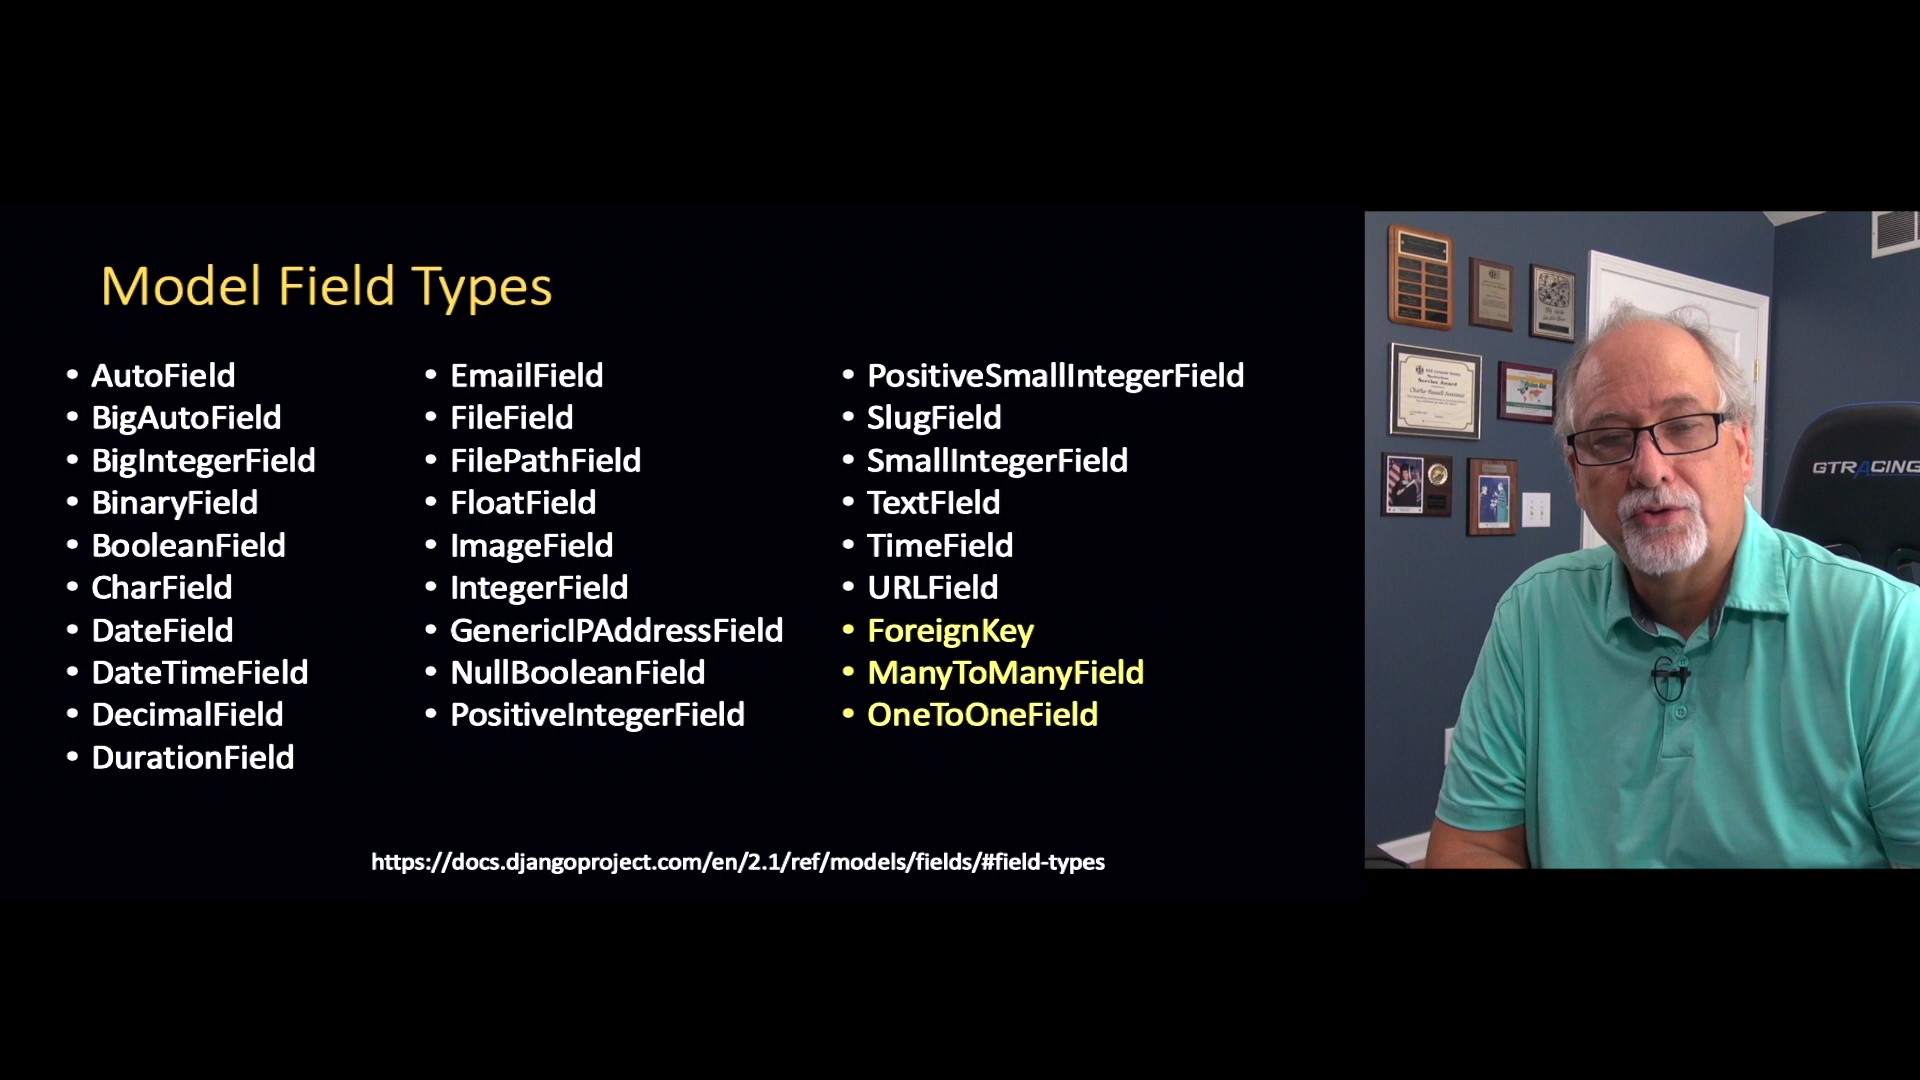 Model Field Types
• AutoField
• BigAutoField
• BigIntegerField
• BinaryField
• BooleanField
• CharField
• DateField
• DateTimeField
• DecimalField
• DurationField
• EmailField
• FileField
• FilePathField
• FloatField
• ImageField
• IntegerField
• GenericIPAddressField
• NullBooleanField
• PositiveIntegerField
• PositiveSmallIntegerField
• SlugField
• SmallIntegerField
• TextFIeld
• TimeField
• URLField
• ForeignKey
• ManyToManyField
• OneToOneField
https://docs.djangoproject.com/en/2.1/ref/models/fields/#field-types
Service Award
GTRACING